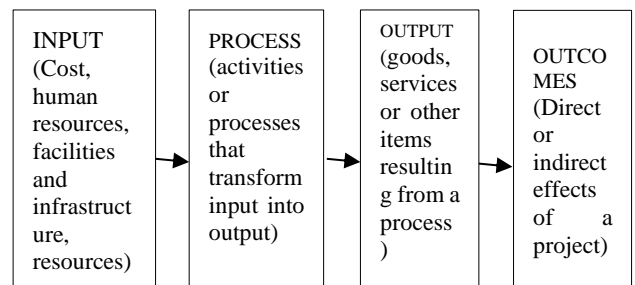 INPUT
(Cost,
human
resources,
facilities
and
infrastruct
ure,
resources)
PROCESS
(activities
or
processes
that
transform
input into
output)
OUTPUT
(goods,
services
or other
items
resultin
g from a
process
)
OUTCO
MES
(Direct
or
indirect
effects
of a
project)